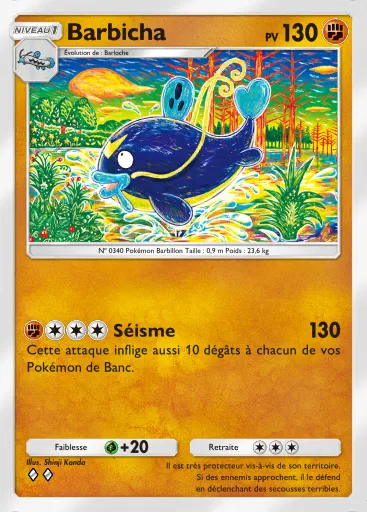 NIVEAU 1
Barbicha
PV 130
Évolution de : Barloche
N° 0340 Pokémon Barbillon Taille : 0,9 m Poids : 23,6 kg
Séisme 130
Cette attaque inflige aussi 10 dégâts à chacun de vos
Pokémon de Banc.
Faiblesse +20
Retraite
Illus. Shinji Kanda
Il est très protecteur vis-à-vis de son territoire.
Si des ennemis approchent, il le défend
en déclenchant des secousses terribles.